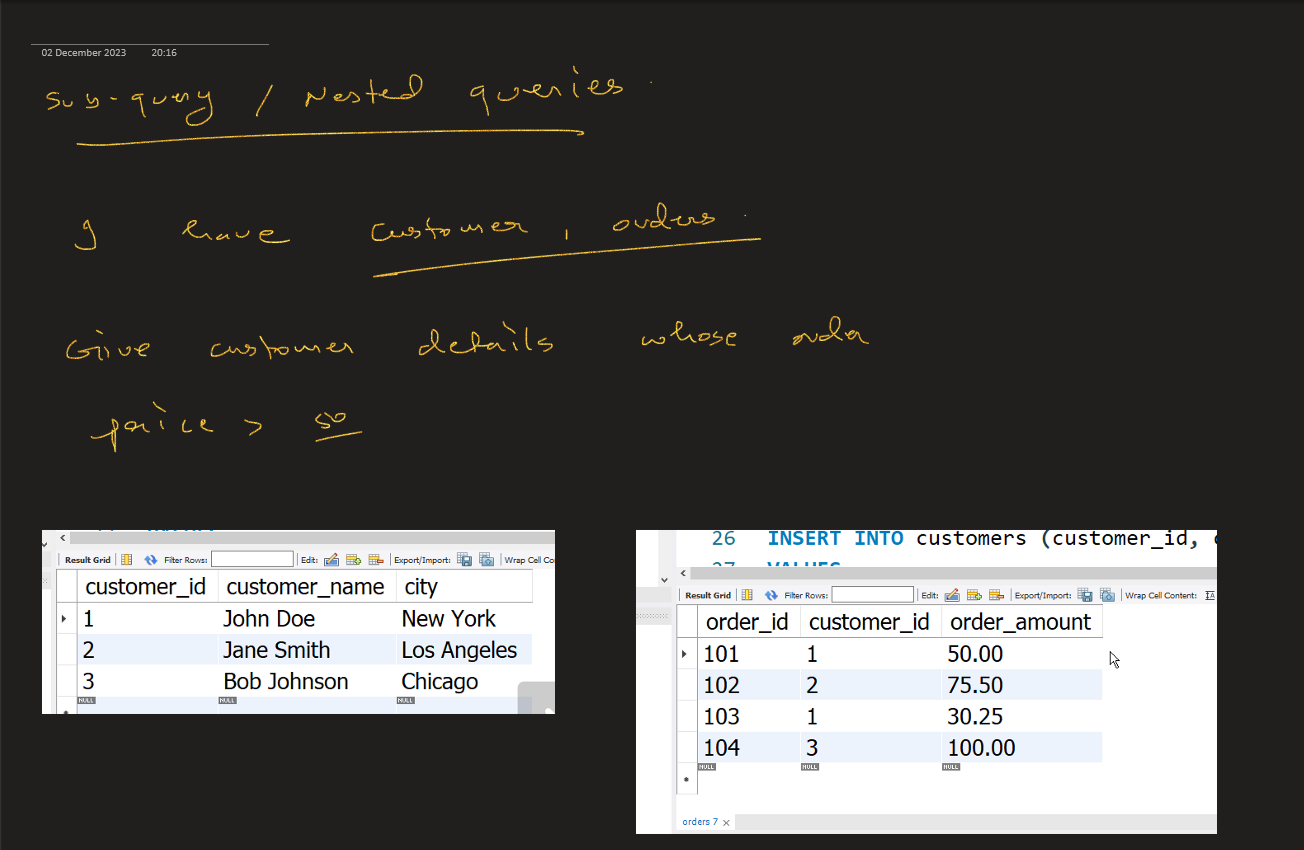 02 December 2023 20:16
Sub-query / Nested queries
I have customer, orders
Give customer details whose order
price > 50
Result Grid Filter Rows: Edit: Export/Import: Wrap Cell Co
customer_id customer_name city
1 John Doe New York
2 Jane Smith Los Angeles
3 Bob Johnson Chicago
NULL NULL NULL
26 INSERT INTO customers (customer_id,
27 VALUES
Result Grid Filter Rows: Edit: Export/Import: Wrap Cell Content: IA
order_id customer_id order_amount
101 1 50.00
102 2 75.50
103 1 30.25
104 3 100.00
NULL NULL NULL
orders 7